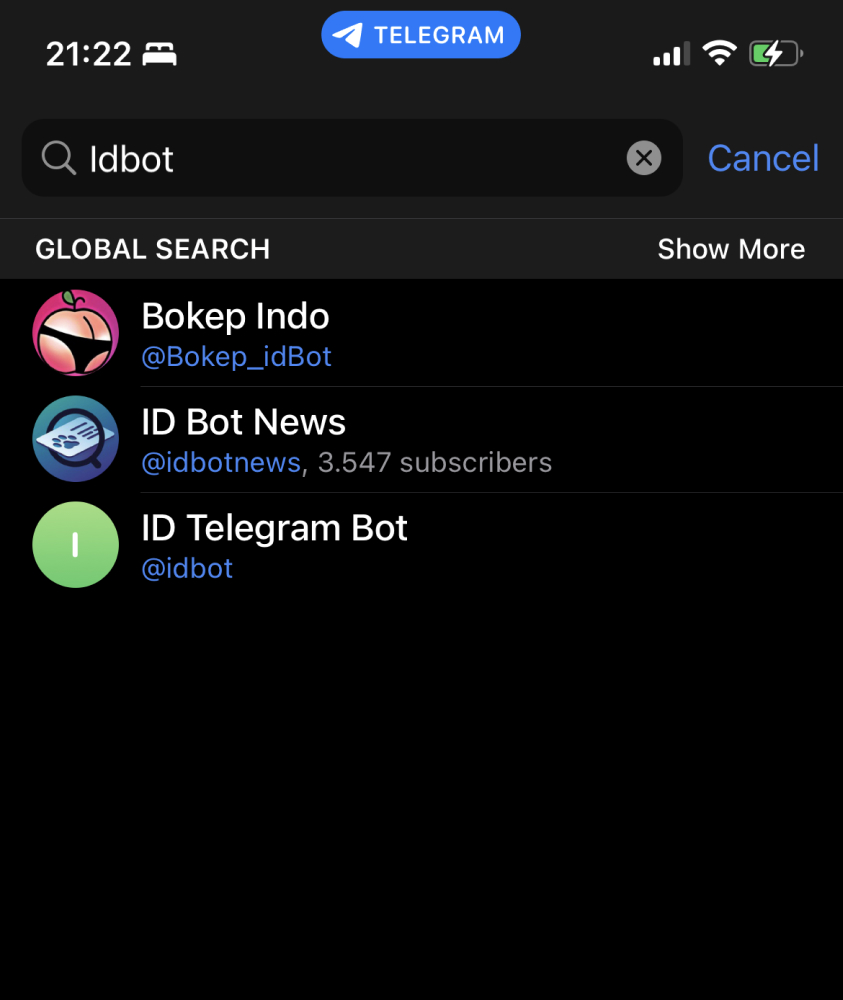 21:22
TELEGRAM
Idbot
Cancel
GLOBAL SEARCH
Show More
Bokep Indo
@Bokep_idBot
ID Bot News
@idbotnews, 3.547 subscribers
I
ID Telegram Bot
@idbot